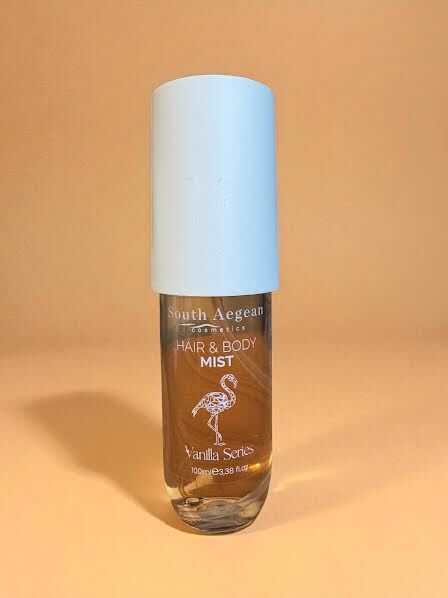 South Aegean
cosmetics
HAIR & BODY
MIST
Vanilla Series
100ml℮3,38 fl.oz